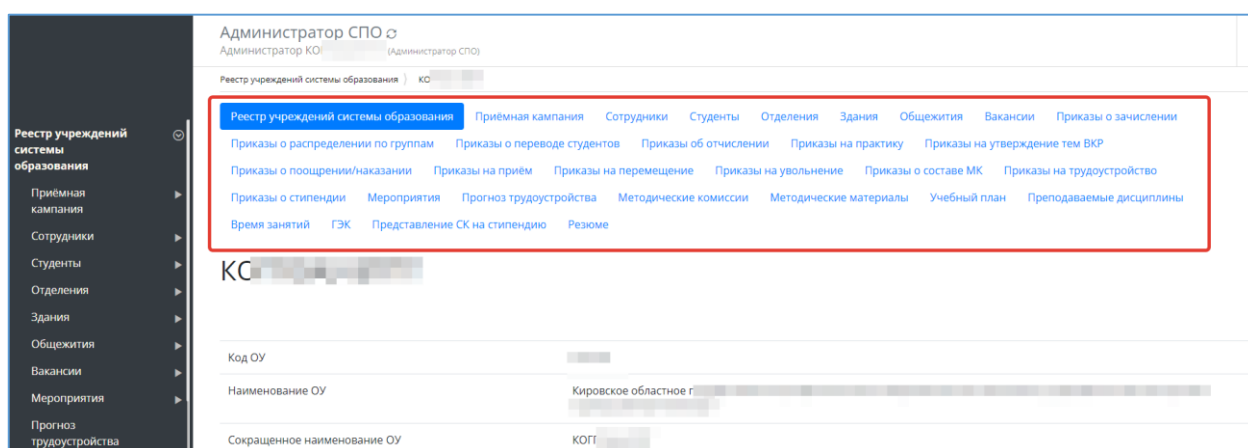 Администратор СПО
Администратор КО (Администратор СПО)
Реестр учреждений системы образования КО
Реестр учреждений системы образования Приёмная кампания Сотрудники Студенты Отделения Здания Общежития Вакансии Приказы о зачислении
Приказы о распределении по группам Приказы о переводе студентов Приказы об отчислении Приказы на практику Приказы на утверждение тем ВКР
Приказы о поощрении/наказании Приказы на приём Приказы на перемещение Приказы на увольнение Приказы о составе МК Приказы на трудоустройство
Приказы о стипендии Мероприятия Прогноз трудоустройства Методические комиссии Методические материалы Учебный план Преподаваемые дисциплины
Время занятий ГЭК Представление СК на стипендию Резюме
Реестр учреждений
системы
образования
Приёмная
кампания
Сотрудники
Студенты
Отделения
Здания
Общежития
Вакансии
Мероприятия
Прогноз
трудоустройства
КО
Код ОУ
Наименование ОУ Кировское областное г
Сокращенное наименование ОУ КОГ